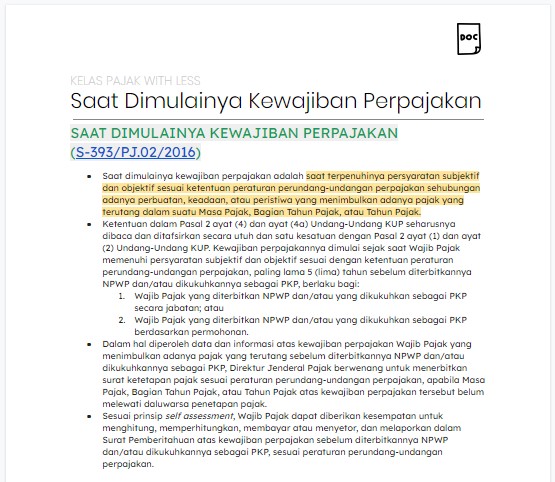 DOC
KELAS PAJAK WITH LESS
Saat Dimulainya Kewajiban Perpajakan
SAAT DIMULAINYA KEWAJIBAN PERPAJAKAN
(S-393/PJ.02/2016)
• Saat dimulainya kewajiban perpajakan adalah saat terpenuhinya persyaratan subjektif
dan objektif sesuai ketentuan peraturan perundang-undangan perpajakan sehubungan
adanya perbuatan, keadaan, atau peristiwa yang menimbulkan adanya pajak yang
terutang dalam suatu Masa Pajak, Bagian Tahun Pajak, atau Tahun Pajak.
• Ketentuan dalam Pasal 2 ayat (4) dan ayat (4a) Undang-Undang KUP seharusnya
dibaca dan ditafsirkan secara utuh dan satu kesatuan dengan Pasal 2 ayat (1) dan ayat
(2) Undang-Undang KUP. Kewajiban perpajakannya dimulai sejak saat Wajib Pajak
memenuhi persyaratan subjektif dan objektif sesuai dengan ketentuan peraturan
perundang-undangan perpajakan, paling lama 5 (lima) tahun sebelum diterbitkannya
NPWP dan/atau dikukuhkannya sebagai PKP, berlaku bagi:
1. Wajib Pajak yang diterbitkan NPWP dan/atau yang dikukuhkan sebagai PKP
secara jabatan; atau
2. Wajib Pajak yang diterbitkan NPWP dan/atau yang dikukuhkan sebagai PKP
berdasarkan permohonan.
• Dalam hal diperoleh data dan informasi atas kewajiban perpajakan Wajib Pajak yang
menimbulkan adanya pajak yang terutang sebelum diterbitkannya NPWP dan/atau
dikukuhkannya sebagai PKP, Direktur Jenderal Pajak berwenang untuk menerbitkan
surat ketetapan pajak sesuai peraturan perundang-undangan perpajakan, apabila Masa
Pajak, Bagian Tahun Pajak, atau Tahun Pajak atas kewajiban perpajakan tersebut belum
melewati daluwarsa penetapan pajak.
• Sesuai prinsip self assessment, Wajib Pajak dapat diberikan kesempatan untuk
menghitung, memperhitungkan, membayar atau menyetor, dan melaporkan dalam
Surat Pemberitahuan atas kewajiban perpajakan sebelum diterbitkannya NPWP
dan/atau dikukuhkannya sebagai PKP, sesuai peraturan perundang-undangan
perpajakan.